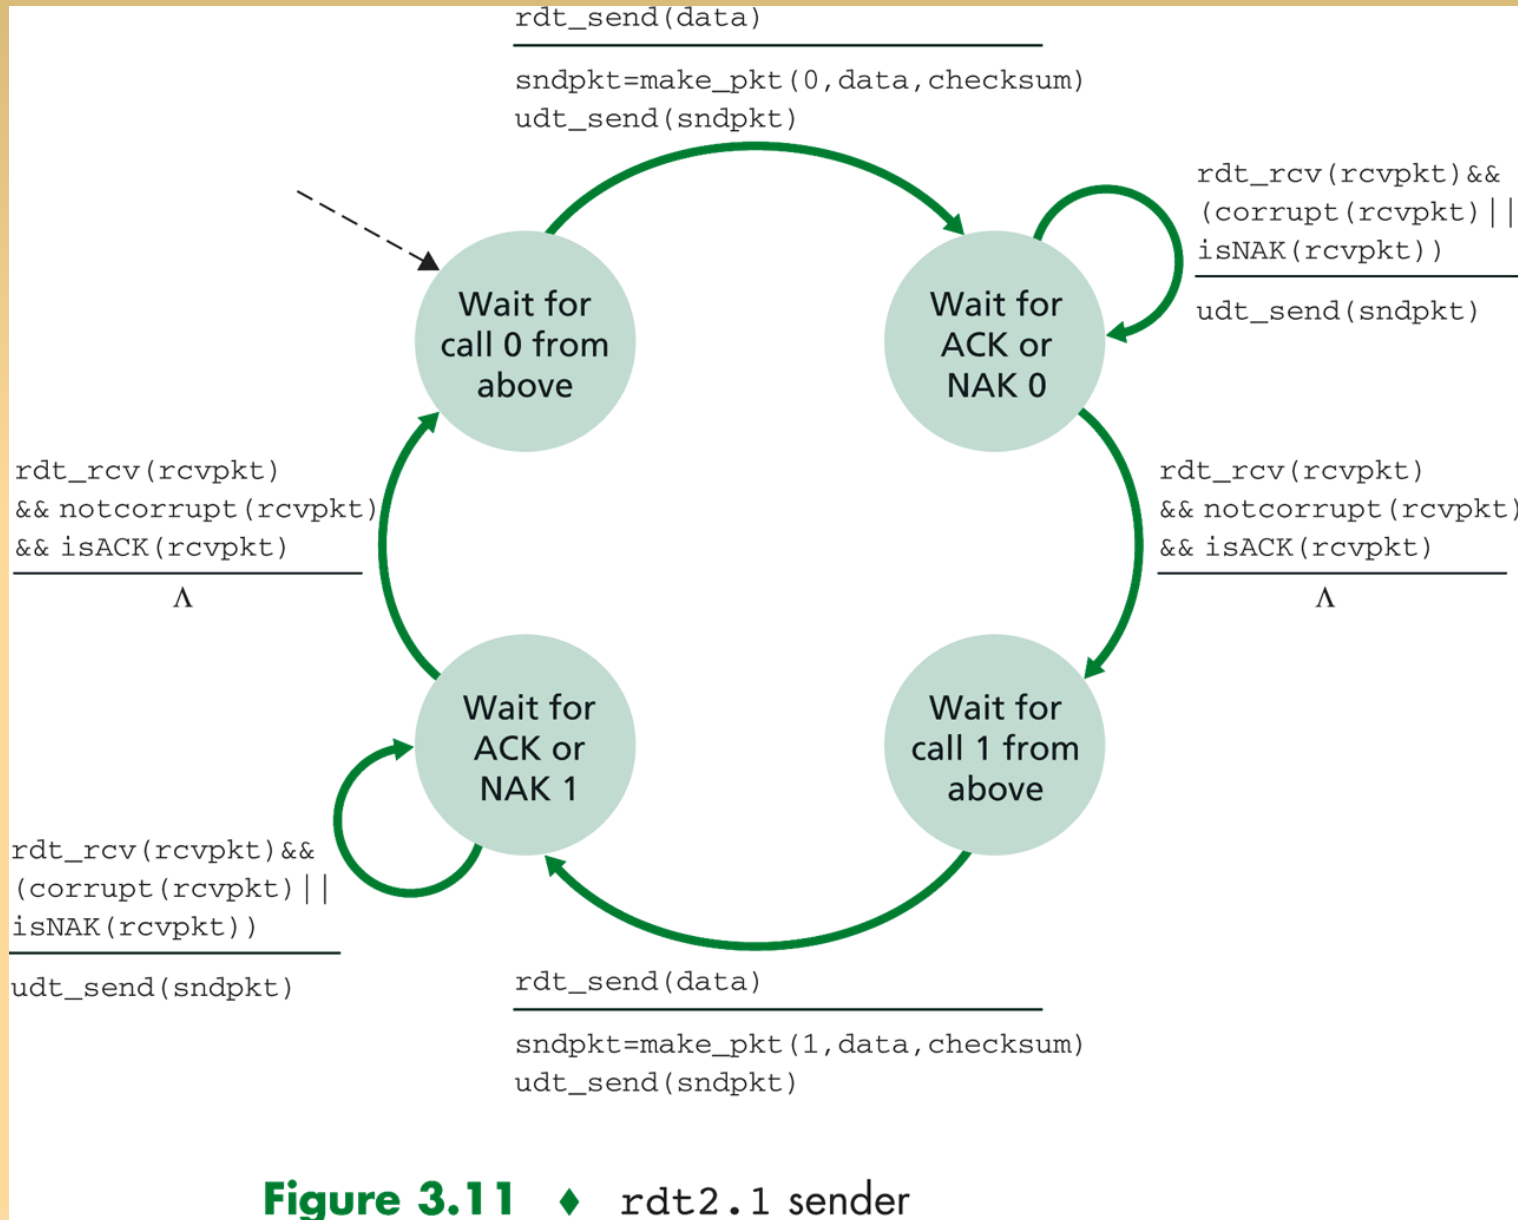 rdt_send(data)
sndpkt=make_pkt(0,data,checksum)
udt_send(sndpkt)
rdt_rcv(rcvpkt)&&
(corrupt(rcvpkt)||
isNAK(rcvpkt))
udt_send(sndpkt)
Wait for
call 0 from
above
Wait for
ACK or
NAK 0
rdt_rcv(rcvpkt)
&& notcorrupt(rcvpkt)
&& isACK(rcvpkt)
Λ
rdt_rcv(rcvpkt)
&& notcorrupt(rcvpkt)
&& isACK(rcvpkt)
Λ
Wait for
ACK or
NAK 1
Wait for
call 1 from
above
rdt_rcv(rcvpkt)&&
(corrupt(rcvpkt)||
isNAK(rcvpkt))
udt_send(sndpkt)
rdt_send(data)
sndpkt=make_pkt(1,data,checksum)
udt_send(sndpkt)
Figure 3.11 ♦ rdt2.1 sender